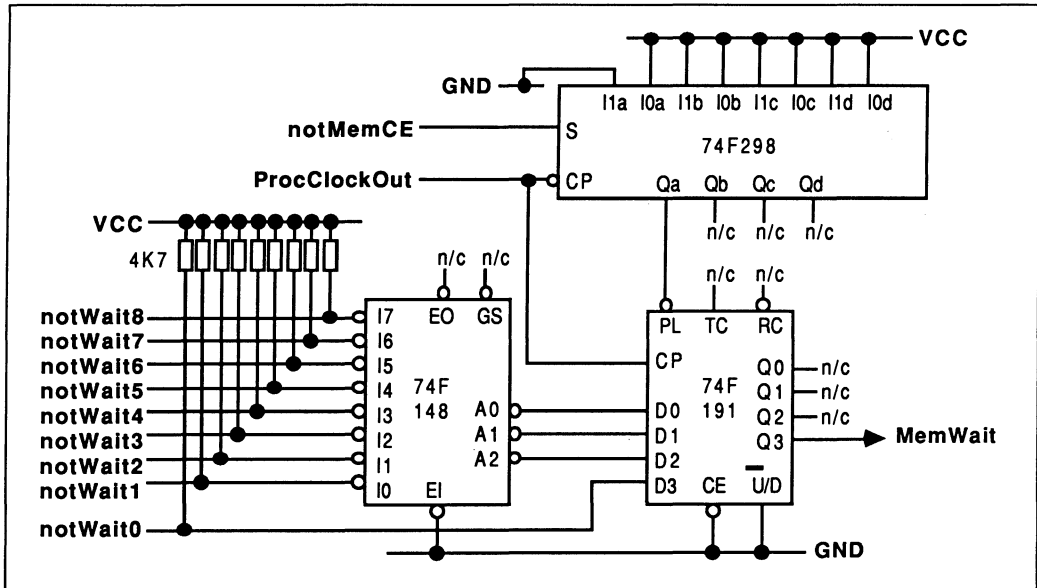 VCC
GND
I1a I0a I1b I0b I1c I0c I1d I0d
notMemCE
S
74F298
ProcClockOut
CP
Qa Qb Qc Qd
n/c n/c n/c
VCC
4K7
n/c n/c
n/c n/c
notWait8
I7 EO GS
PL TC RC
notWait7
I6
notWait6
I5
CP
notWait5
I4
74F
148
74F
191
Q0 n/c
notWait4
I3
A0
D0
Q1 n/c
notWait3
I2
A1
D1
Q2 n/c
notWait2
I1
A2
D2
Q3
MemWait
notWait1
I0 EI
D3 CE U/D
notWait0
GND